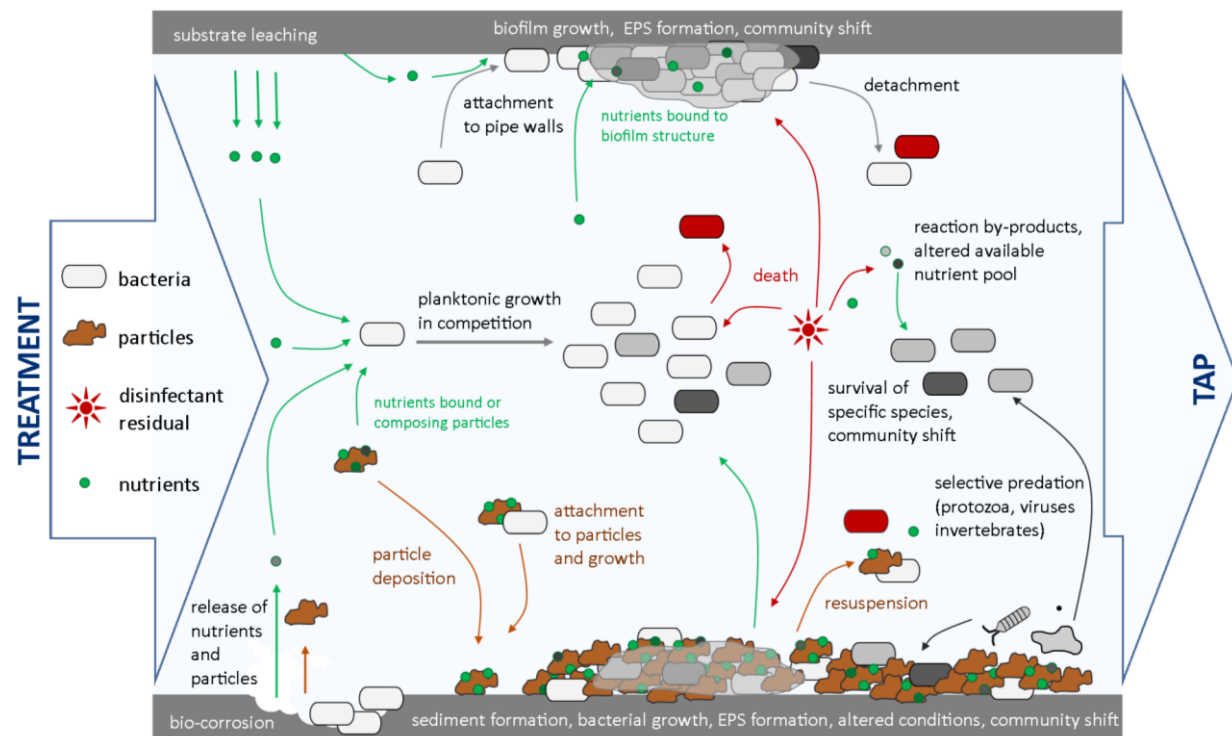 substrate leaching
biofilm growth, EPS formation, community shift
attachment
to pipe walls
nutrients bound to
biofilm structure
detachment
reaction by-products,
altered available
nutrient pool
death
TREATMENT
bacteria
particles
disinfectant
residual
nutrients
planktonic growth
in competition
nutrients bound or
composing particles
survival of
specific species,
community shift
TAP
selective predation
(protozoa, viruses
invertebrates)
attachment
to particles
and growth
particle
deposition
resuspension
release of
nutrients
and
particles
bio-corrosion
sediment formation, bacterial growth, EPS formation, altered conditions, community shift